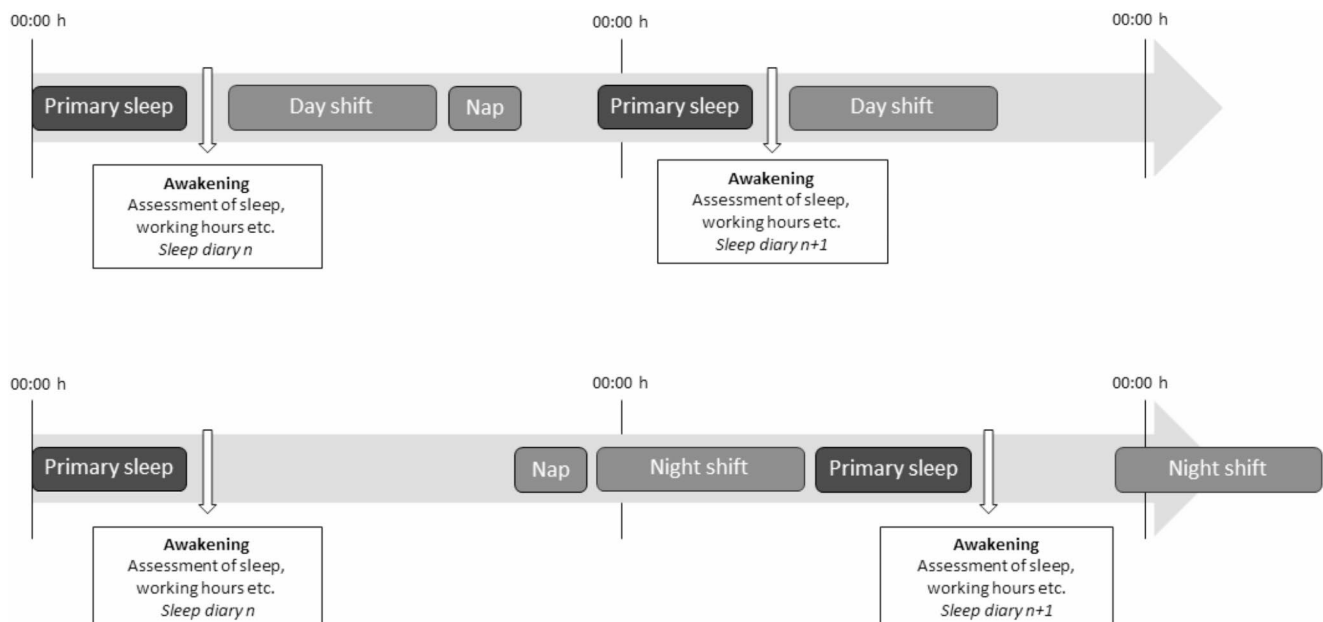 00:00 h
00:00 h
00:00 h
Primary sleep
Day shift
Nap
Primary sleep
Day shift
Awakening
Assessment of sleep,
working hours etc.
Sleep diary n
Awakening
Assessment of sleep,
working hours etc.
Sleep diary n+1
00:00 h
00:00 h
00:00 h
Primary sleep
Nap
Night shift
Primary sleep
Night shift
Awakening
Assessment of sleep,
working hours etc.
Sleep diary n
Awakening
Assessment of sleep,
working hours etc.
Sleep diary n+1